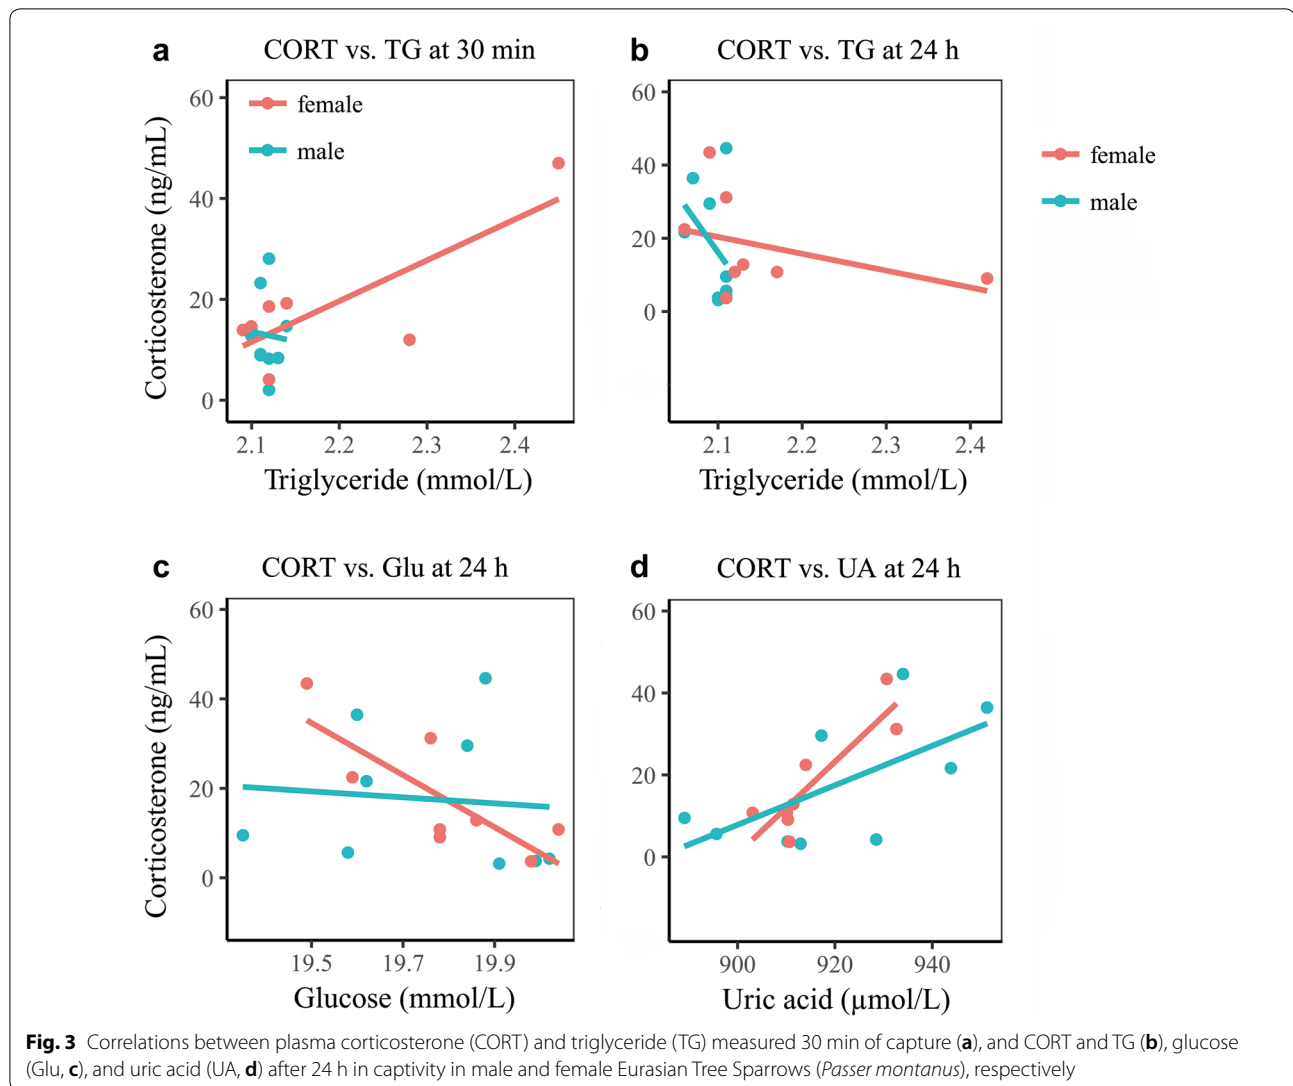 a CORT vs. TG at 30 min
60
40
20
0
Corticosterone (ng/mL)
female
male
2.1 2.2 2.3 2.4
Triglyceride (mmol/L)
b CORT vs. TG at 24 h
60
40
20
0
2.1 2.2 2.3 2.4
Triglyceride (mmol/L)
female
male
c CORT vs. Glu at 24 h
60
40
20
0
Corticosterone (ng/mL)
19.5 19.7 19.9
Glucose (mmol/L)
d CORT vs. UA at 24 h
60
40
20
0
900 920 940
Uric acid (µmol/L)
Fig. 3 Correlations between plasma corticosterone (CORT) and triglyceride (TG) measured 30 min of capture (a), and CORT and TG (b), glucose
(Glu, c), and uric acid (UA, d) after 24 h in captivity in male and female Eurasian Tree Sparrows (Passer montanus), respectively